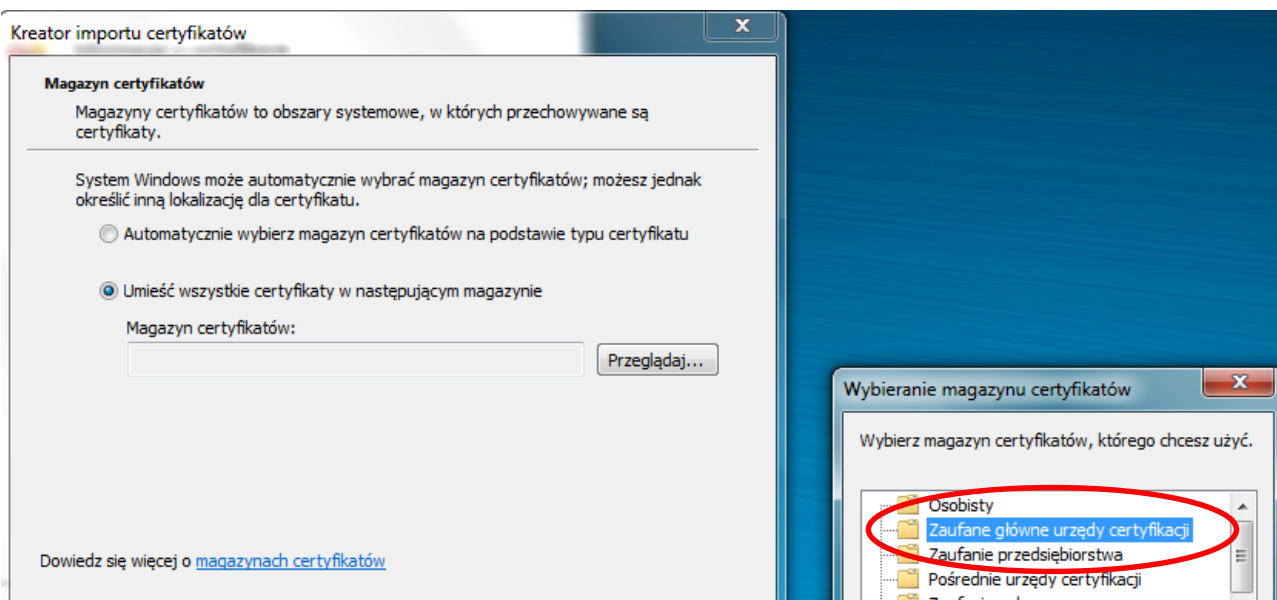 Kreator importu certyfikatów
Magazyn certyfikatów
Magazyny certyfikatów to obszary systemowe, w których przechowywane są
certyfikaty.
System Windows może automatycznie wybrać magazyn certyfikatów; możesz jednak
określić inną lokalizację dla certyfikatu.
Automatycznie wybierz magazyn certyfikatów na podstawie typu certyfikatu
Umieść wszystkie certyfikaty w następującym magazynie
Magazyn certyfikatów:
Przeglądaj...
Dowiedz się więcej o magazynach certyfikatów
Wybieranie magazynu certyfikatów
Wybierz magazyn certyfikatów, którego chcesz użyć.
Osobisty
Zaufane główne urzędy certyfikacji
Zaufanie przedsiębiorstwa
Pośrednie urzędy certyfikacji